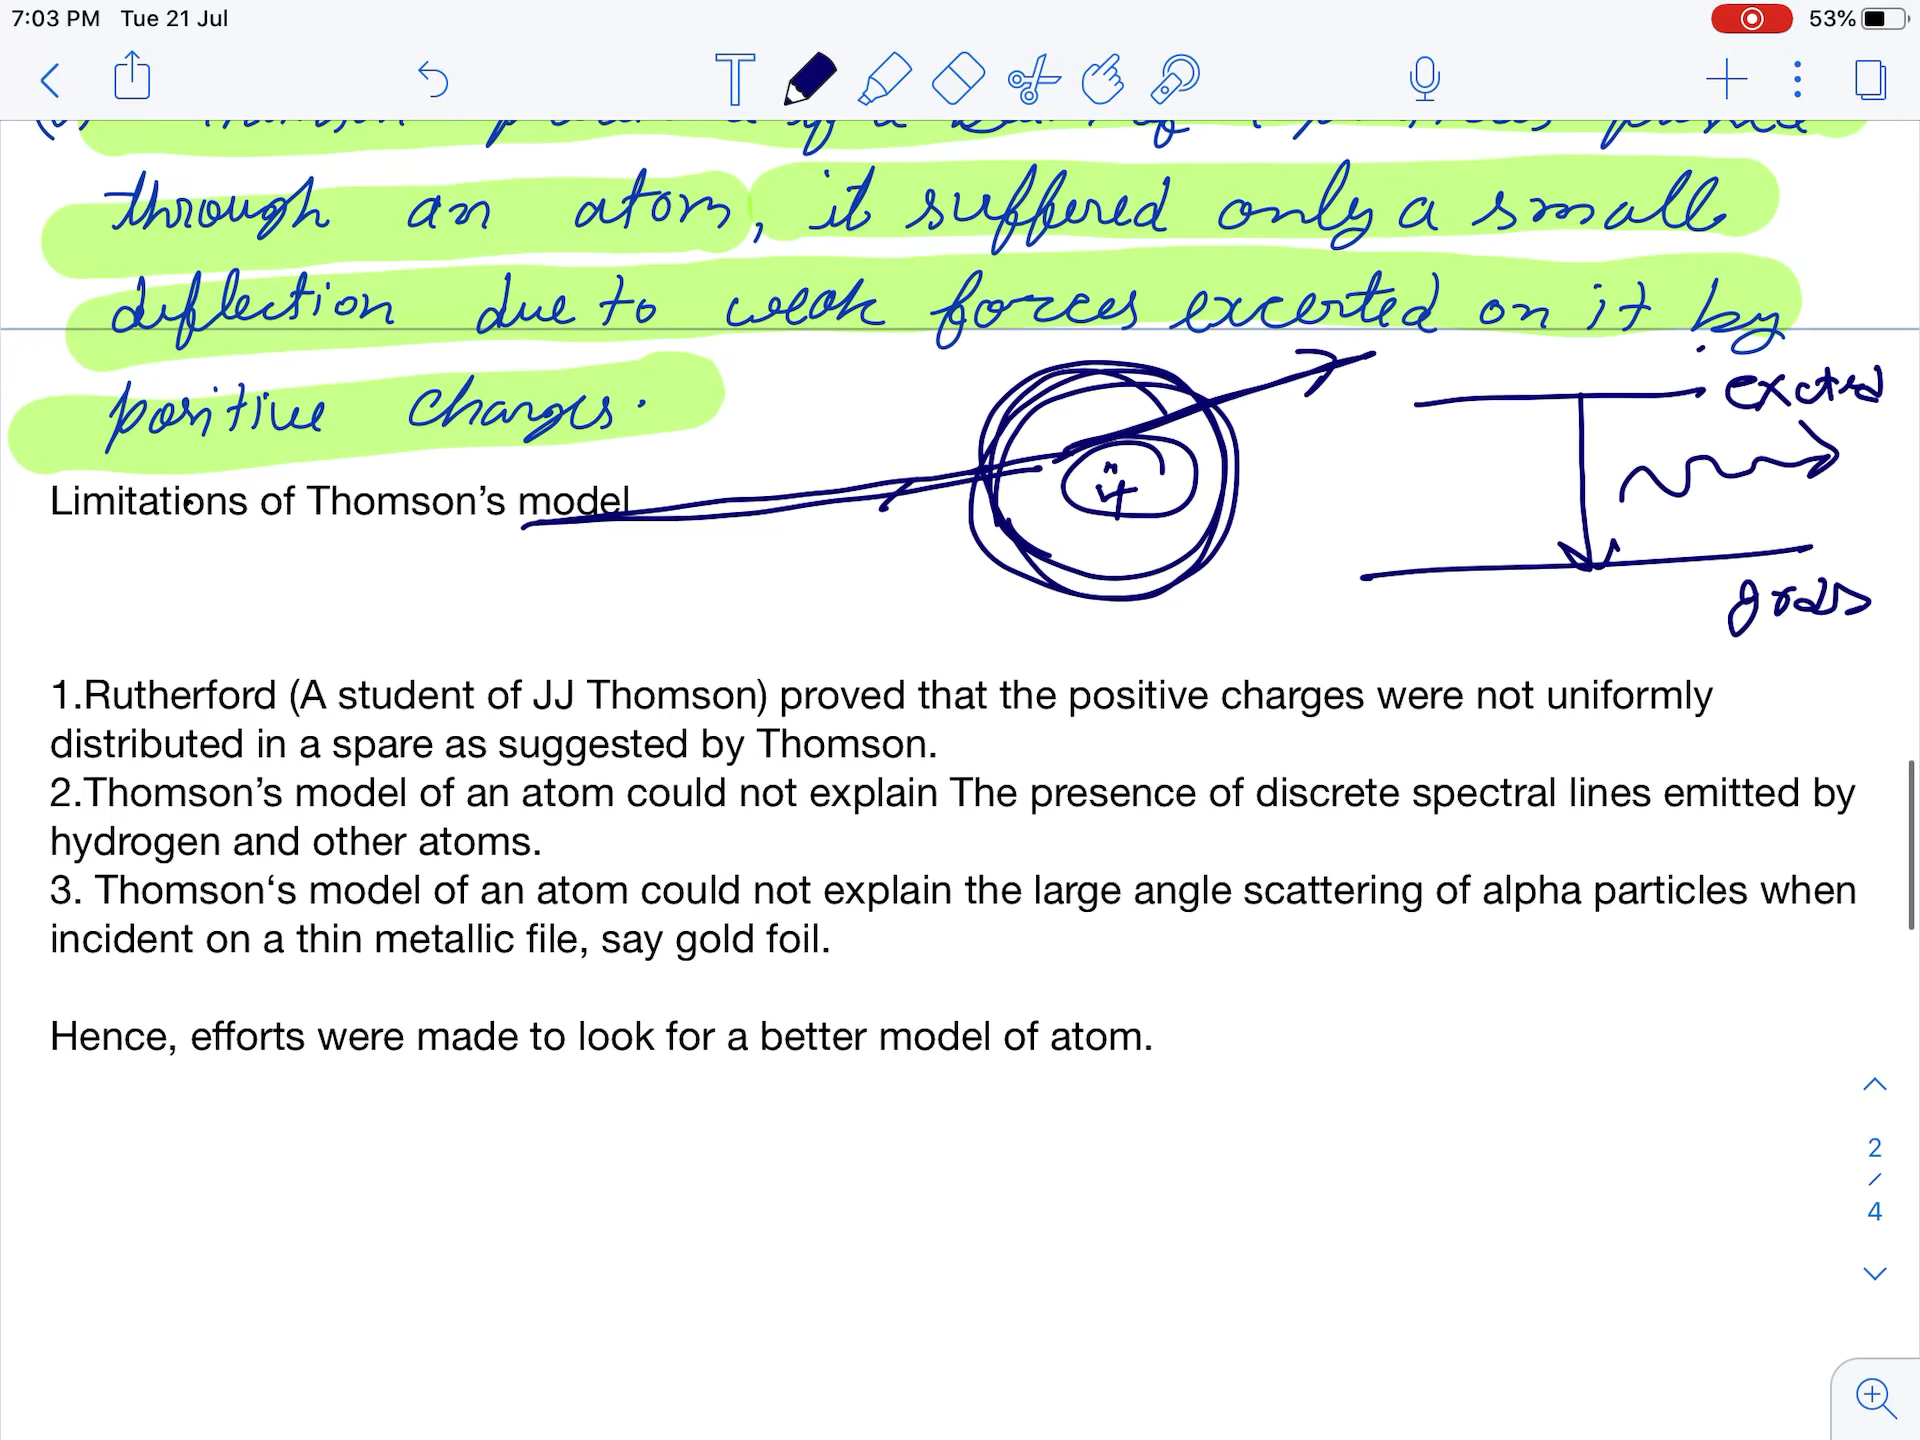 7:03 PM Tue 21 Jul
53%
through an atom, it suffered only a small
deflection due to weak forces excerted on it by
positive charges.
excted
Limitations of Thomson's model
1.Rutherford (A student of JJ Thomson) proved that the positive charges were not uniformly
distributed in a spare as suggested by Thomson.
2.Thomson's model of an atom could not explain The presence of discrete spectral lines emitted by
hydrogen and other atoms.
3. Thomson‘s model of an atom could not explain the large angle scattering of alpha particles when
incident on a thin metallic file, say gold foil.
Hence, efforts were made to look for a better model of atom.
2
/
4